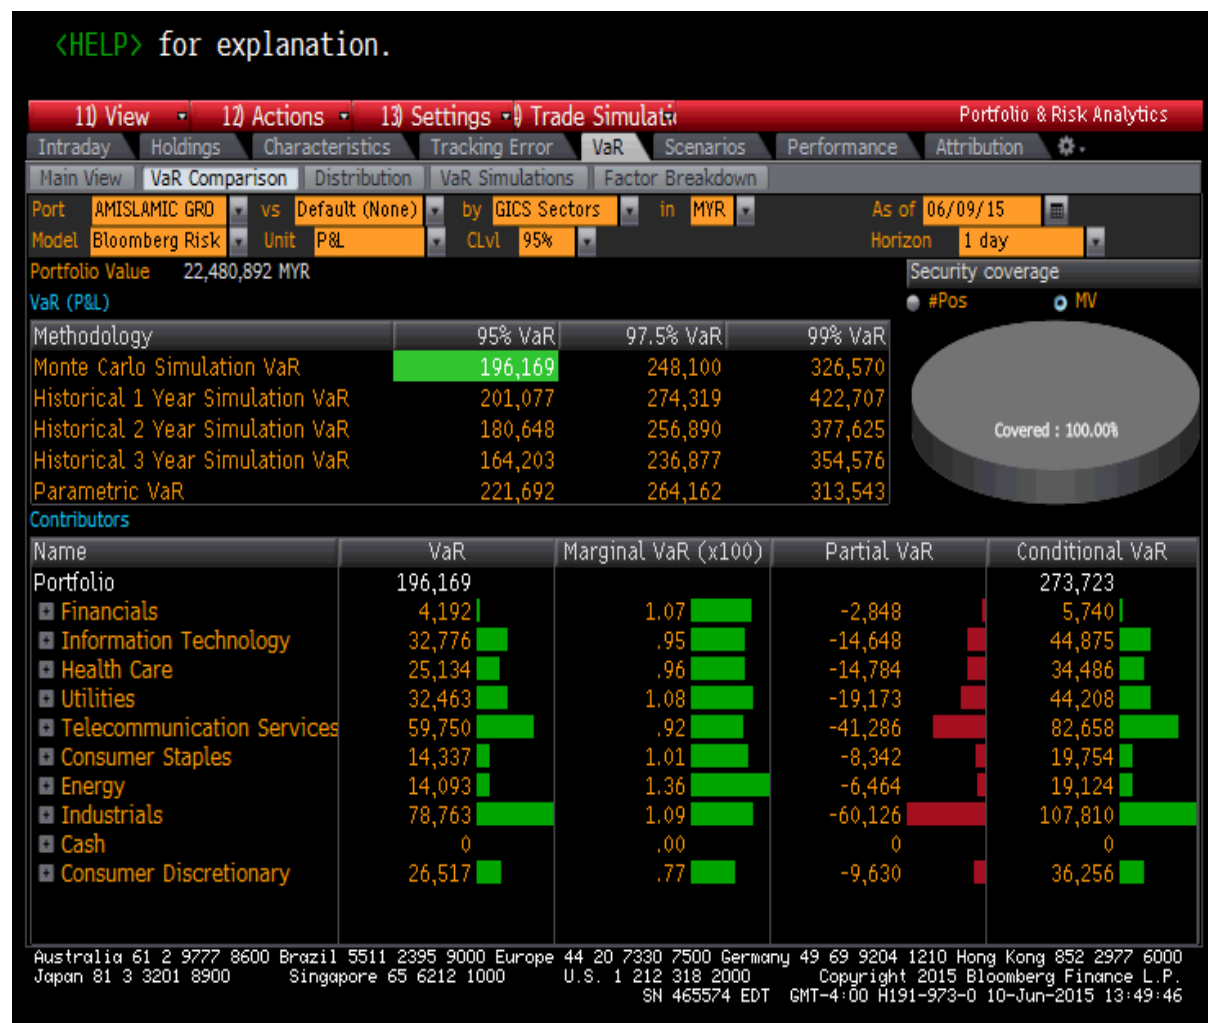 <HELP> for explanation.
11) View 12) Actions 13) Settings ) Trade Simulati Portfolio & Risk Analytics
Intraday Holdings Characteristics Tracking Error VaR Scenarios Performance Attribution
Main View VaR Comparison Distribution VaR Simulations Factor Breakdown
Port AMISLAMIC GRO vs Default (None) by GICS Sectors in MYR As of 06/09/15
Model Bloomberg Risk Unit P&L CLvl 95% Horizon 1 day
Portfolio Value 22,480,892 MYR Security coverage
VaR (P&L) #Pos MV
Methodology 95% VaR 97.5% VaR 99% VaR
Monte Carlo Simulation VaR 196,169 248,100 326,570
Historical 1 Year Simulation VaR 201,077 274,319 422,707
Historical 2 Year Simulation VaR 180,648 256,890 377,625 Covered : 100.00%
Historical 3 Year Simulation VaR 164,203 236,877 354,576
Parametric VaR 221,692 264,162 313,543
Contributors
Name VaR Marginal VaR (x100) Partial VaR Conditional VaR
Portfolio 196,169 273,723
Financials 4,192 1.07 -2,848 5,740
Information Technology 32,776 .95 -14,648 44,875
Health Care 25,134 .96 -14,784 34,486
Utilities 32,463 1.08 -19,173 44,208
Telecommunication Services 59,750 .92 -41,286 82,658
Consumer Staples 14,337 1.01 -8,342 19,754
Energy 14,093 1.36 -6,464 19,124
Industrials 78,763 1.09 -60,126 107,810
Cash 0 .00 0 0
Consumer Discretionary 26,517 .77 -9,630 36,256
Australia 61 2 9777 8600 Brazil 5511 2395 9000 Europe 44 20 7330 7500 Germany 49 69 9204 1210 Hong Kong 852 2977 6000
Japan 81 3 3201 8900 Singapore 65 6212 1000 U.S. 1 212 318 2000 Copyright 2015 Bloomberg Finance L.P.
SN 465574 EDT GMT-4:00 H191-973-0 10-Jun-2015 13:49:46